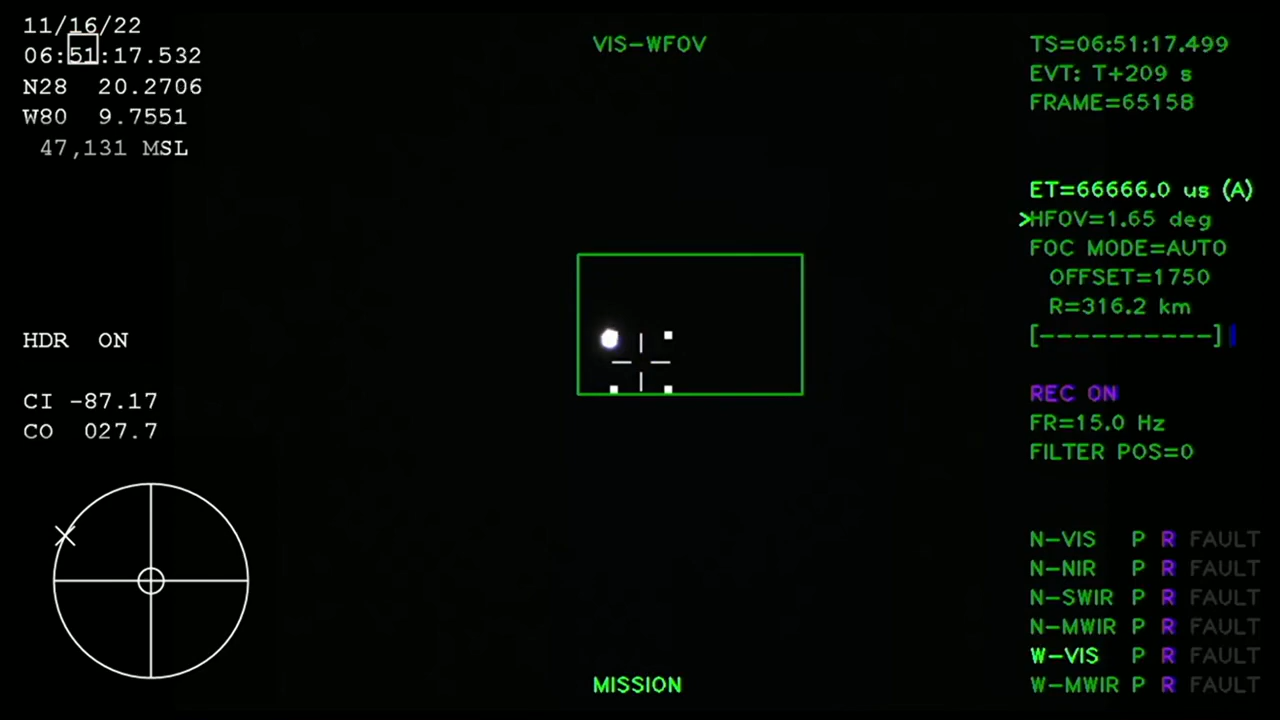 11/16/22
06:51:17.532
N28 20.2706
W80 9.7551
47,131 MSL
HDR ON
CI -87.17
CO 027.7
VIS-WFOV
MISSION
TS=06:51:17.499
EVT: T+209 s
FRAME=65158
ET=66666.0 us (A)
>HFOV=1.65 deg
FOC MODE=AUTO
OFFSET=1750
R=316.2 km
[----------]
REC ON
FR=15.0 Hz
FILTER POS=0
N-VIS P R FAULT
N-NIR P R FAULT
N-SWIR P R FAULT
N-MWIR P R FAULT
W-VIS P R FAULT
W-MWIR P R FAULT